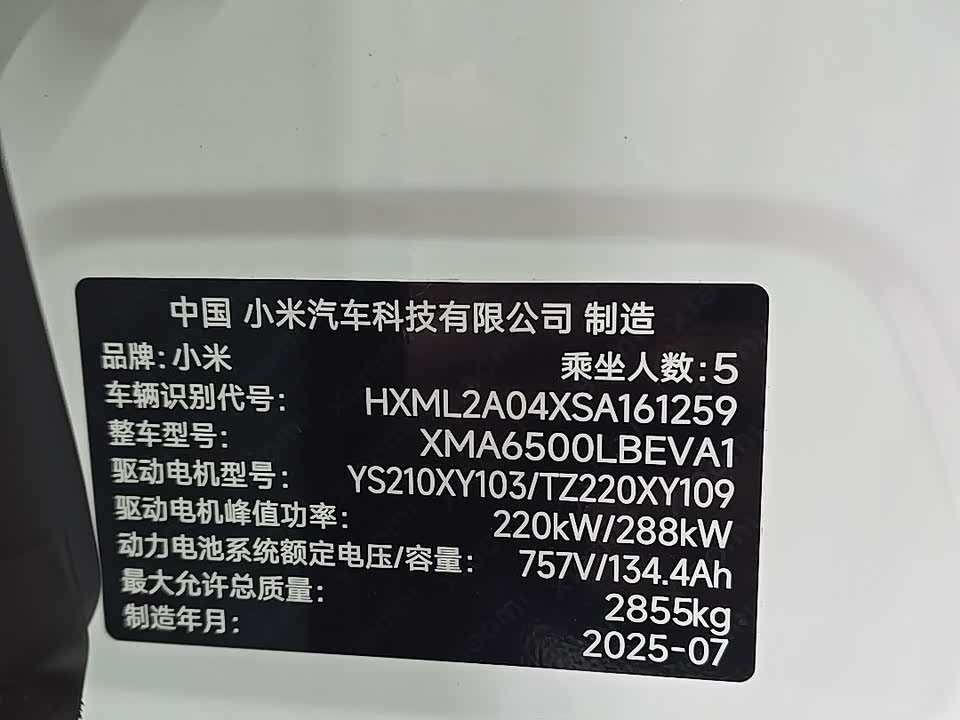 中国 小米汽车科技有限公司 制造
品牌:小米 乘坐人数:5
车辆识别代号: HXML2A04XSA161259
整车型号: XMA6500LBEVA1
驱动电机型号: YS210XY103/TZ220XY109
驱动电机峰值功率: 220kW/288kW
动力电池系统额定电压/容量: 757V/134.4Ah
最大允许总质量: 2855kg
制造年月: 2025-07